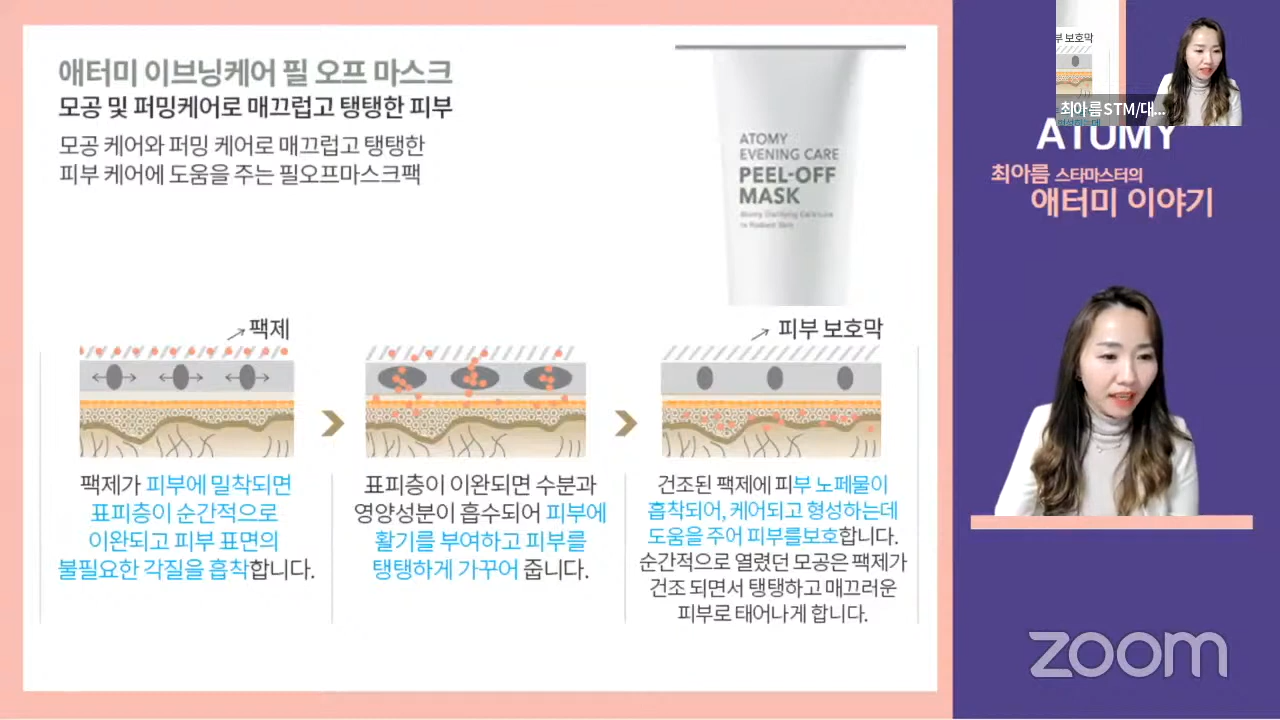 애터미 이브닝케어 필 오프 마스크
모공 및 퍼밍케어로 매끄럽고 탱탱한 피부
모공 케어와 퍼밍 케어로 매끄럽고 탱탱한
피부 케어에 도움을 주는 필오프마스크팩
ATOMY
EVENING CARE
PEEL-OFF
MASK
팩제
피부 보호막
팩제가 피부에 밀착되면
표피층이 순간적으로
이완되고 피부 표면의
불필요한 각질을 흡착합니다.
표피층이 이완되면 수분과
영양성분이 흡수되어 피부에
활기를 부여하고 피부를
탱탱하게 가꾸어 줍니다.
건조된 팩제에 피부 노폐물이
흡착되어, 케어되고 형성하는데
도움을 주어 피부를보호합니다.
순간적으로 열렸던 모공은 팩제가
건조 되면서 탱탱하고 매끄러운
피부로 태어나게 합니다.
부 보호막
최아름STM/대...
ATOMY
최아름 스타마스터의
애터미 이야기
zoom